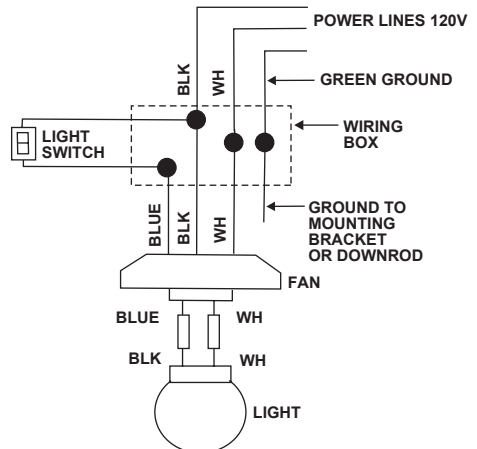 POWER LINES 120V
BLK
WH
GREEN GROUND
LIGHT
SWITCH
WIRING
BOX
BLUE
BLK
WH
GROUND TO
MOUNTING
BRACKET
OR DOWNROD
FAN
BLUE
WH
BLK
WH
LIGHT